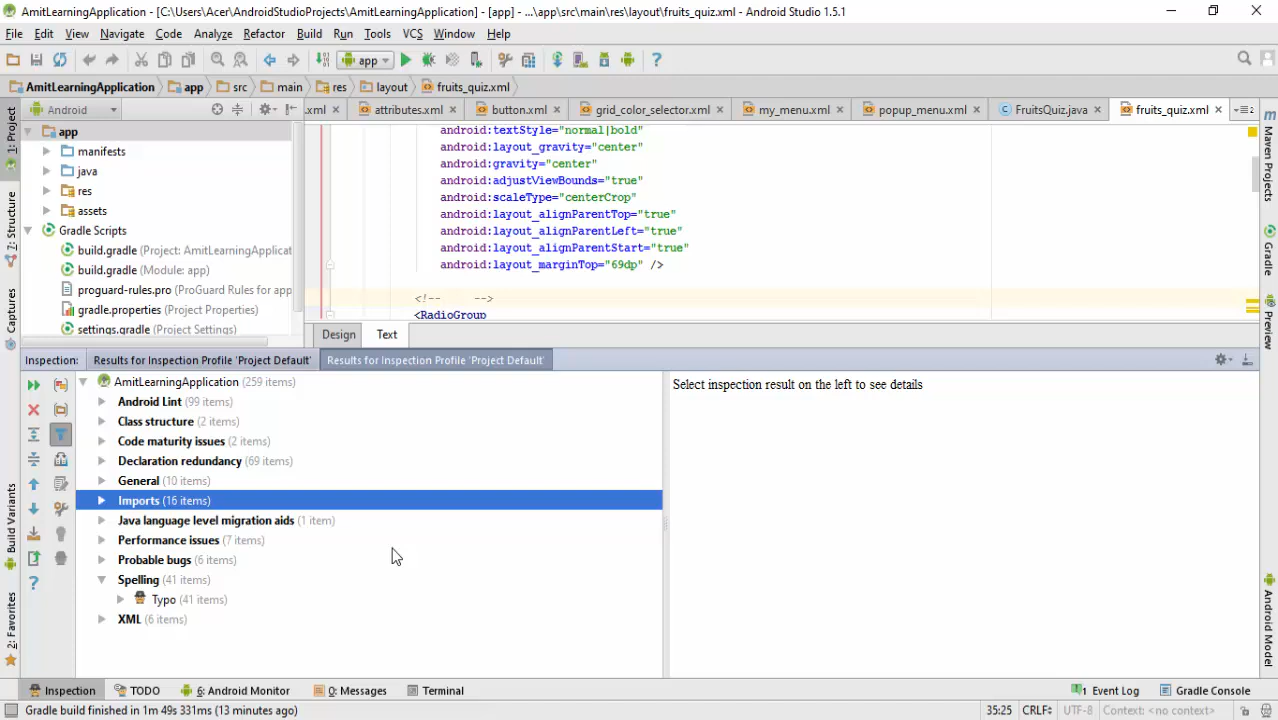 AmitLearningApplication - [C:\Users\Acer\AndroidStudioProjects\AmitLearningApplication] - [app] - ...\app\src\main\res\layout\fruits_quiz.xml - Android Studio 1.5.1
File Edit View Navigate Code Analyze Refactor Build Run Tools VCS Window Help
app
AmitLearningApplication app src main res layout fruits_quiz.xml
1: Project
Android
.xml attributes.xml button.xml grid_color_selector.xml my_menu.xml popup_menu.xml FruitsQuiz.java fruits_quiz.xml
app
manifests
java
res
assets
Gradle Scripts
build.gradle (Project: AmitLearningApplicat
build.gradle (Module: app)
proguard-rules.pro (ProGuard Rules for app
gradle.properties (Project Properties)
settings.gradle (Project Settings)
android:textStyle="normal|bold"
android:layout_gravity="center"
android:gravity="center"
android:adjustViewBounds="true"
android:scaleType="centerCrop"
android:layout_alignParentTop="true"
android:layout_alignParentLeft="true"
android:layout_alignParentStart="true"
android:layout_marginTop="69dp" />
<!-- -->
<RadioGroup
Design Text
Maven Projects
Gradle
Preview
Android Model
Z: Structure
Captures
Build Variants
2: Favorites
Inspection: Results for Inspection Profile 'Project Default' Results for Inspection Profile 'Project Default'
AmitLearningApplication (259 items)
Android Lint (99 items)
Class structure (2 items)
Code maturity issues (2 items)
Declaration redundancy (69 items)
General (10 items)
Imports (16 items)
Java language level migration aids (1 item)
Performance issues (7 items)
Probable bugs (6 items)
Spelling (41 items)
Typo (41 items)
XML (6 items)
Select inspection result on the left to see details
Inspection TODO 6: Android Monitor 0: Messages Terminal 1 Event Log Gradle Console
Gradle build finished in 1m 49s 331ms (13 minutes ago) 35:25 CRLF UTF-8 Context: <no context>